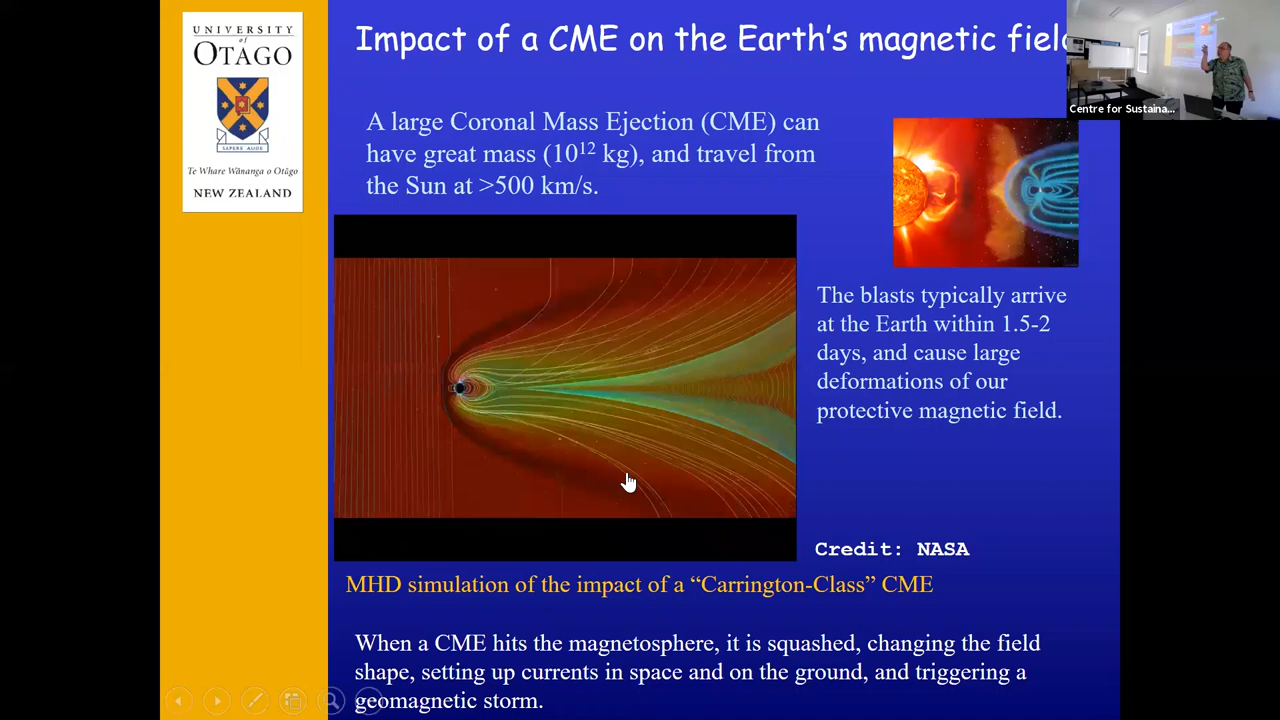 UNIVERSITY
of
OTAGO
SAPERE AUDE
Te Whare Wānanga o Otāgo
NEW ZEALAND
Impact of a CME on the Earth's magnetic field
Centre for Sustaina...
A large Coronal Mass Ejection (CME) can
have great mass (10¹² kg), and travel from
the Sun at >500 km/s.
The blasts typically arrive
at the Earth within 1.5-2
days, and cause large
deformations of our
protective magnetic field.
Credit: NASA
MHD simulation of the impact of a “Carrington-Class” CME
When a CME hits the magnetosphere, it is squashed, changing the field
shape, setting up currents in space and on the ground, and triggering a
geomagnetic storm.